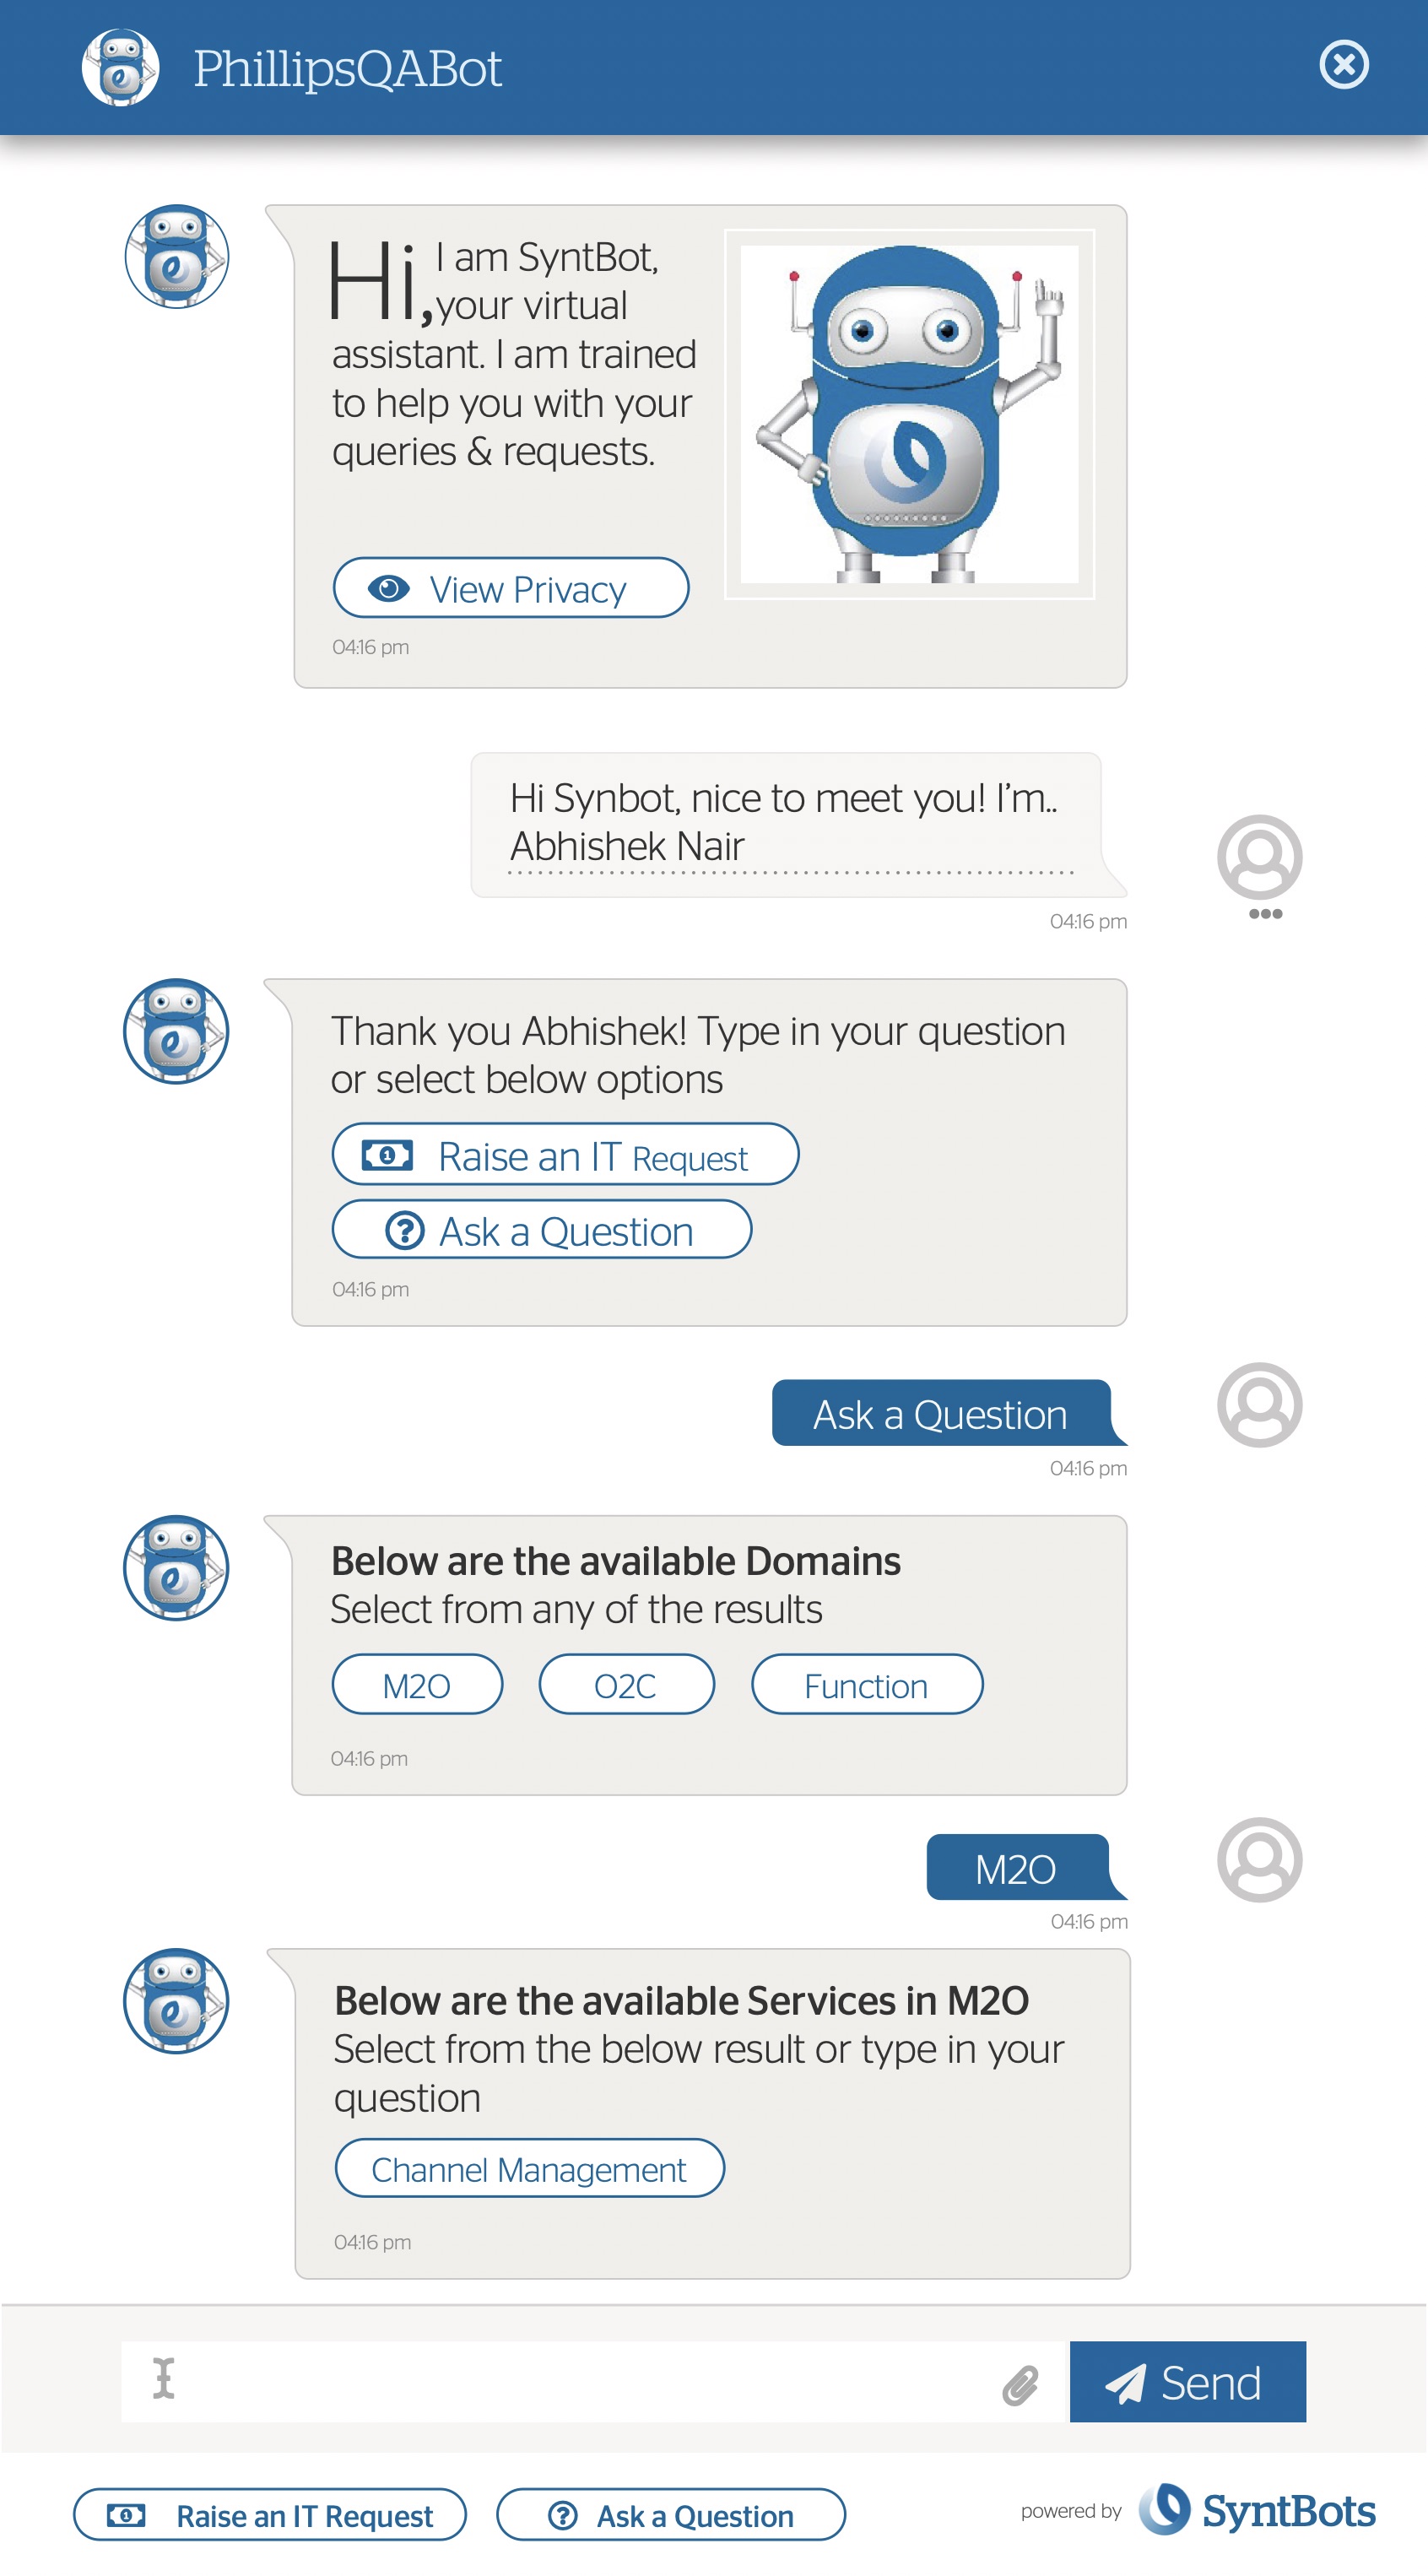 PhillipsQABot
Hi, I am SyntBot,
your virtual
assistant. I am trained
to help you with your
queries & requests.
View Privacy
04:16 pm
Hi Synbot, nice to meet you! I'm..
Abhishek Nair
04:16 pm
Thank you Abhishek! Type in your question
or select below options
Raise an IT Request
Ask a Question
04:16 pm
Ask a Question
04:16 pm
Below are the available Domains
Select from any of the results
M2O
O2C
Function
04:16 pm
M2O
04:16 pm
Below are the available Services in M2O
Select from the below result or type in your
question
Channel Management
04:16 pm
Send
Raise an IT Request
Ask a Question
powered by SyntBots